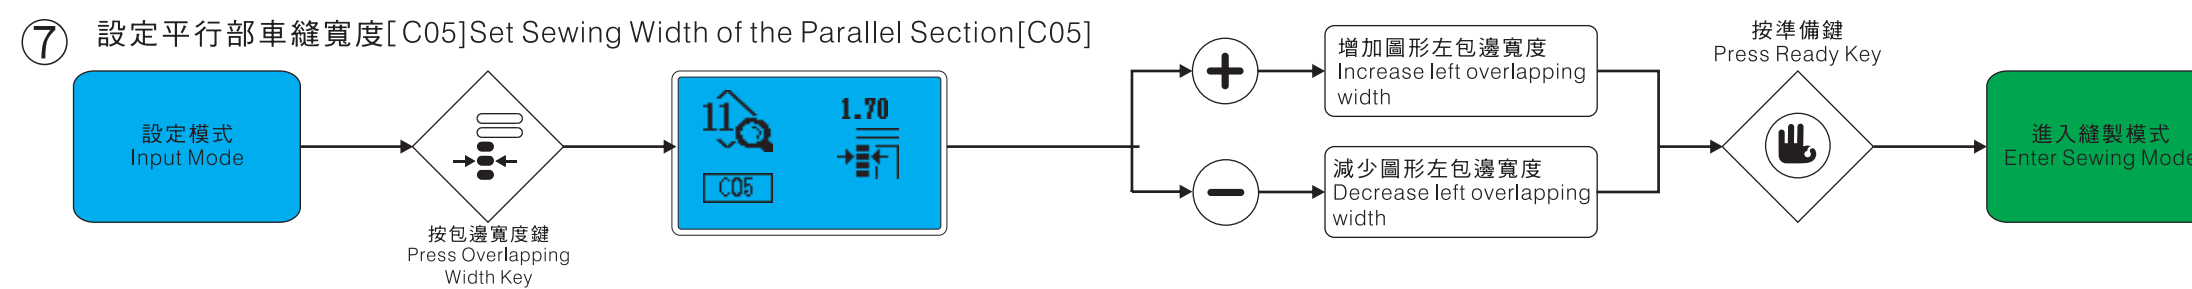 ⑦ 設定平行部車縫寬度[C05]Set Sewing Width of the Parallel Section[C05]
設定模式
Input Mode
按包邊寬度鍵
Press Overlapping
Width Key
11
1.70
C05
增加圖形左包邊寬度
Increase left overlapping
width
減少圖形左包邊寬度
Decrease left overlapping
width
按準備鍵
Press Ready Key
進入縫製模式
Enter Sewing Mode